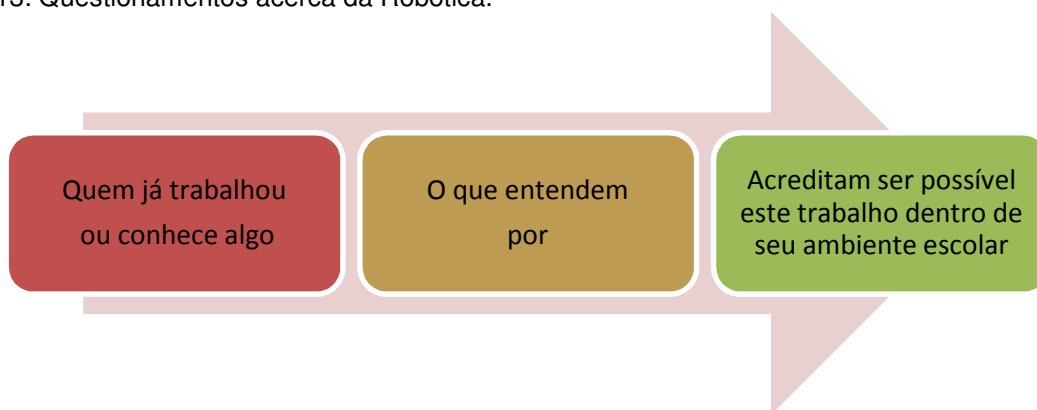 13. Questionamentos acerca da Robótica.
Quem já trabalhou
ou conhece algo
O que entendem
por
Acreditam ser possível
este trabalho dentro de
seu ambiente escolar